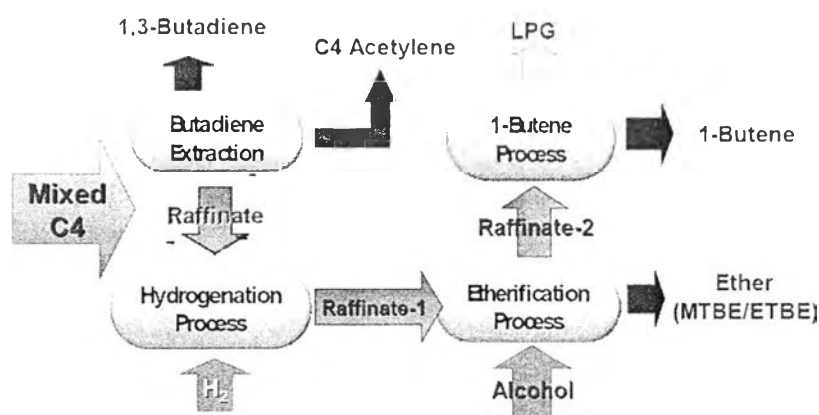 1,3-Butadiene
C4 Acetylene
LPG
Butadiene
Extraction
1-Butene
Process
1-Butene
Mixed
C4
Raffinate
Raffinate-2
Hydrogenation
Process
Raffinate-1
Etherification
Process
Ether
(MTBE/ETBE)
H₂
Alcohol